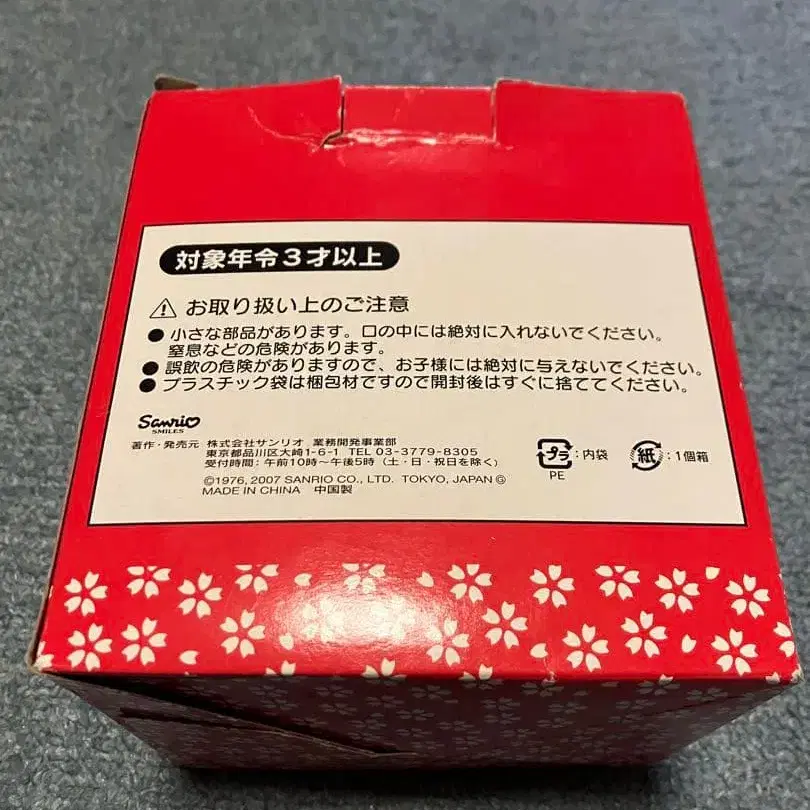 対象年令3才以上
⚠ お取り扱い上のご注意
●小さな部品があります。口の中には絶対に入れないでください。
窒息などの危険があります。
●誤飲の危険がありますので、お子様には絶対に与えないでください。
●プラスチック袋は梱包材ですので開封後はすぐに捨ててください。
Sanrio
SMILES
著作・発売元 株式会社サンリオ 業務開発事業部
東京都品川区大崎1-6-1 TEL 03-3779-8305
受付時間:午前10時~午後5時(土・日・祝日を除く)
プラ:内袋
PE
紙:1個箱
©1976, 2007 SANRIO CO., LTD. TOKYO, JAPAN Ⓖ
MADE IN CHINA 中国製